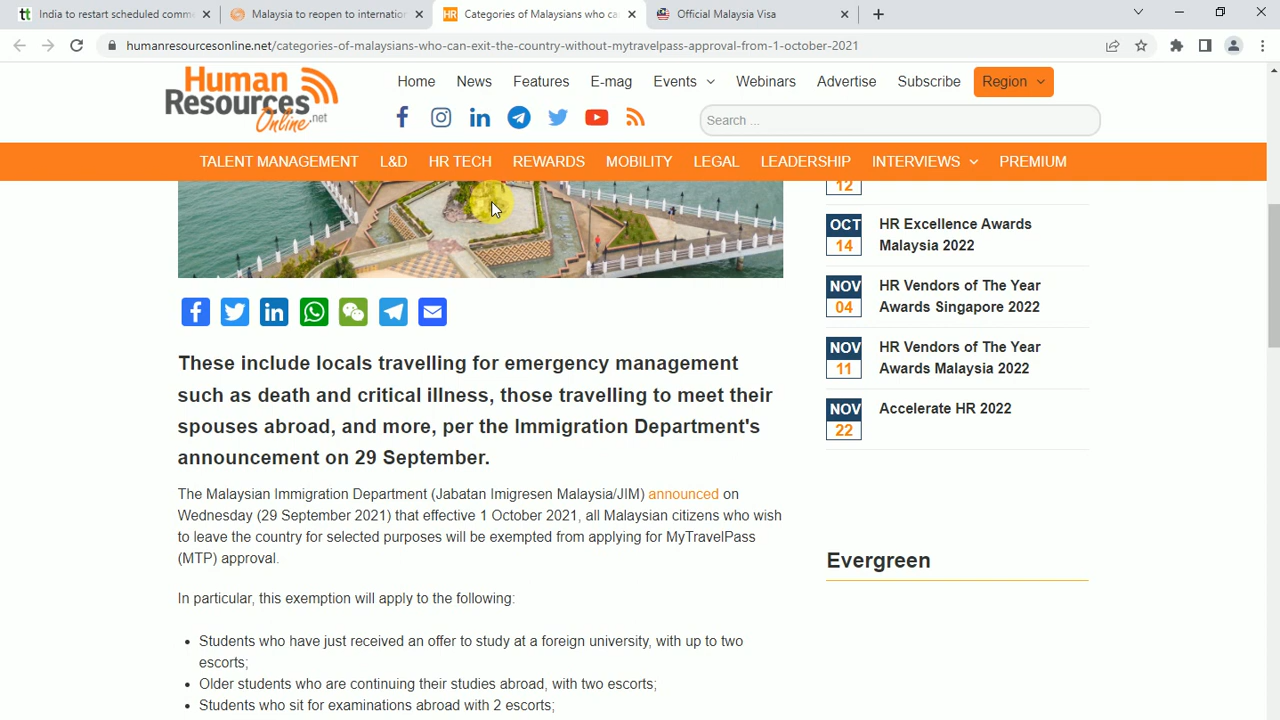 India to restart scheduled comme
Malaysia to reopen to internatio
Categories of Malaysians who ca
Official Malaysia Visa
humanresourcesonline.net/categories-of-malaysians-who-can-exit-the-country-without-mytravelpass-approval-from-1-october-2021
Human
Resources
Online.net
Home News Features E-mag Events Webinars Advertise Subscribe Region
Search ...
TALENT MANAGEMENT L&D HR TECH REWARDS MOBILITY LEGAL LEADERSHIP INTERVIEWS PREMIUM
These include locals travelling for emergency management
such as death and critical illness, those travelling to meet their
spouses abroad, and more, per the Immigration Department's
announcement on 29 September.
The Malaysian Immigration Department (Jabatan Imigresen Malaysia/JIM) announced on
Wednesday (29 September 2021) that effective 1 October 2021, all Malaysian citizens who wish
to leave the country for selected purposes will be exempted from applying for MyTravelPass
(MTP) approval.
In particular, this exemption will apply to the following:
• Students who have just received an offer to study at a foreign university, with up to two
escorts;
• Older students who are continuing their studies abroad, with two escorts;
• Students who sit for examinations abroad with 2 escorts;
12
OCT
14
HR Excellence Awards
Malaysia 2022
NOV
04
HR Vendors of The Year
Awards Singapore 2022
NOV
11
HR Vendors of The Year
Awards Malaysia 2022
NOV
22
Accelerate HR 2022
Evergreen